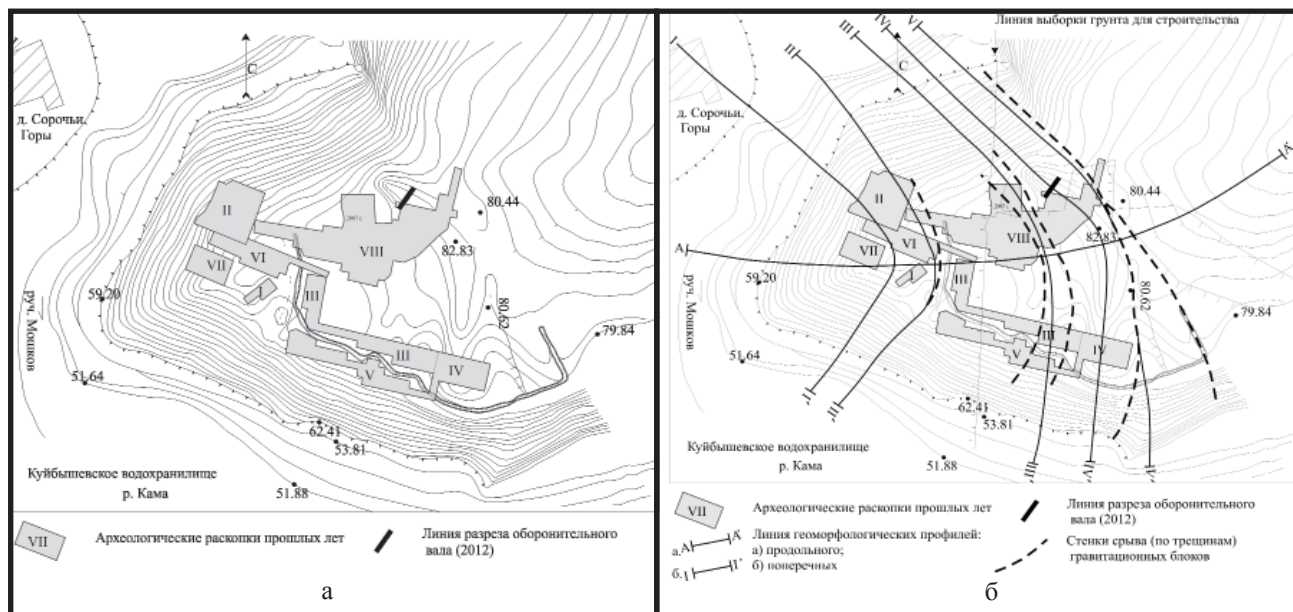 С
д. Сорочьи
Горы
II
2007 г.
80.44
VIII
VI
VII
82.83
59.20
III
80.62
руч. Мошков
79.84
III
V
IV
51.64
62.41
53.81
Куйбышевское водохранилище
р. Кама
51.88
VII
Археологические раскопки прошлых лет
Линия разреза оборонительного
вала (2012)
а
Линия выборки грунта для строительства
I
II
III
IV
V
С
д. Сорочьи,
Горы
А'
II
80.44
VIII
VI
VII
82.83
А
59.20
III
80.62
руч. Мошков
79.84
III
V
IV
51.64
I'
II'
62.41
53.81
Куйбышевское водохранилище
р. Кама
51.88
III'
IV'
VII
Археологические раскопки прошлых лет
а. А А' Линия геоморфологических профилей:
а) продольного;
б. I I' б) поперечных
Линия разреза оборонительного
вала (2012)
Стенки срыва (по трещинам)
гравитационных блоков
б